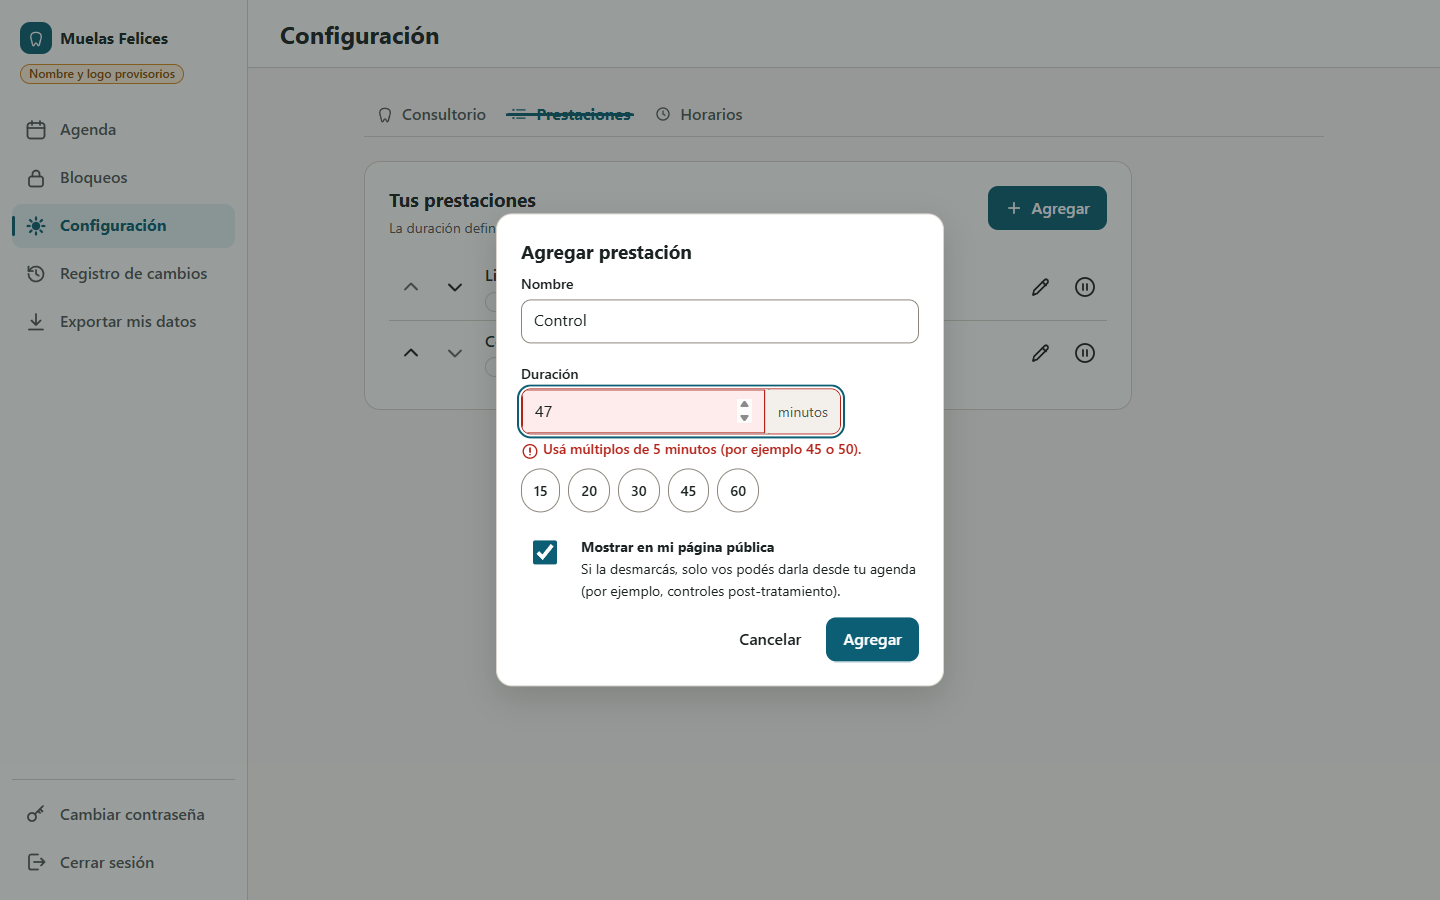 Muelas Felices
Nombre y logo provisorios
Agenda
Bloqueos
Configuración
Registro de cambios
Exportar mis datos
Cambiar contraseña
Cerrar sesión
Configuración
Consultorio
Prestaciones
Horarios
Tus prestaciones
La duración defin
Agregar
Li
C
Agregar prestación
Nombre
Control
Duración
47
minutos
Usá múltiplos de 5 minutos (por ejemplo 45 o 50).
15 20 30 45 60
Mostrar en mi página pública
Si la desmarcás, solo vos podés darla desde tu agenda
(por ejemplo, controles post-tratamiento).
Cancelar
Agregar